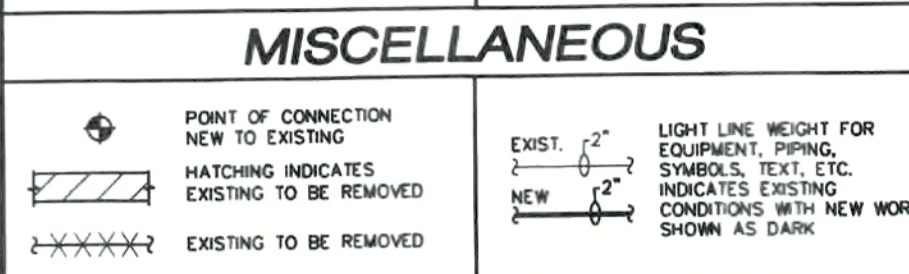 MISCELLANEOUS
POINT OF CONNECTION
NEW TO EXISTING
HATCHING INDICATES
EXISTING TO BE REMOVED
EXISTING TO BE REMOVED
EXIST. 2"
NEW 2"
LIGHT LINE WEIGHT FOR
EQUIPMENT, PIPING,
SYMBOLS, TEXT, ETC.
INDICATES EXISTING
CONDITIONS WITH NEW WOR
SHOWN AS DARK